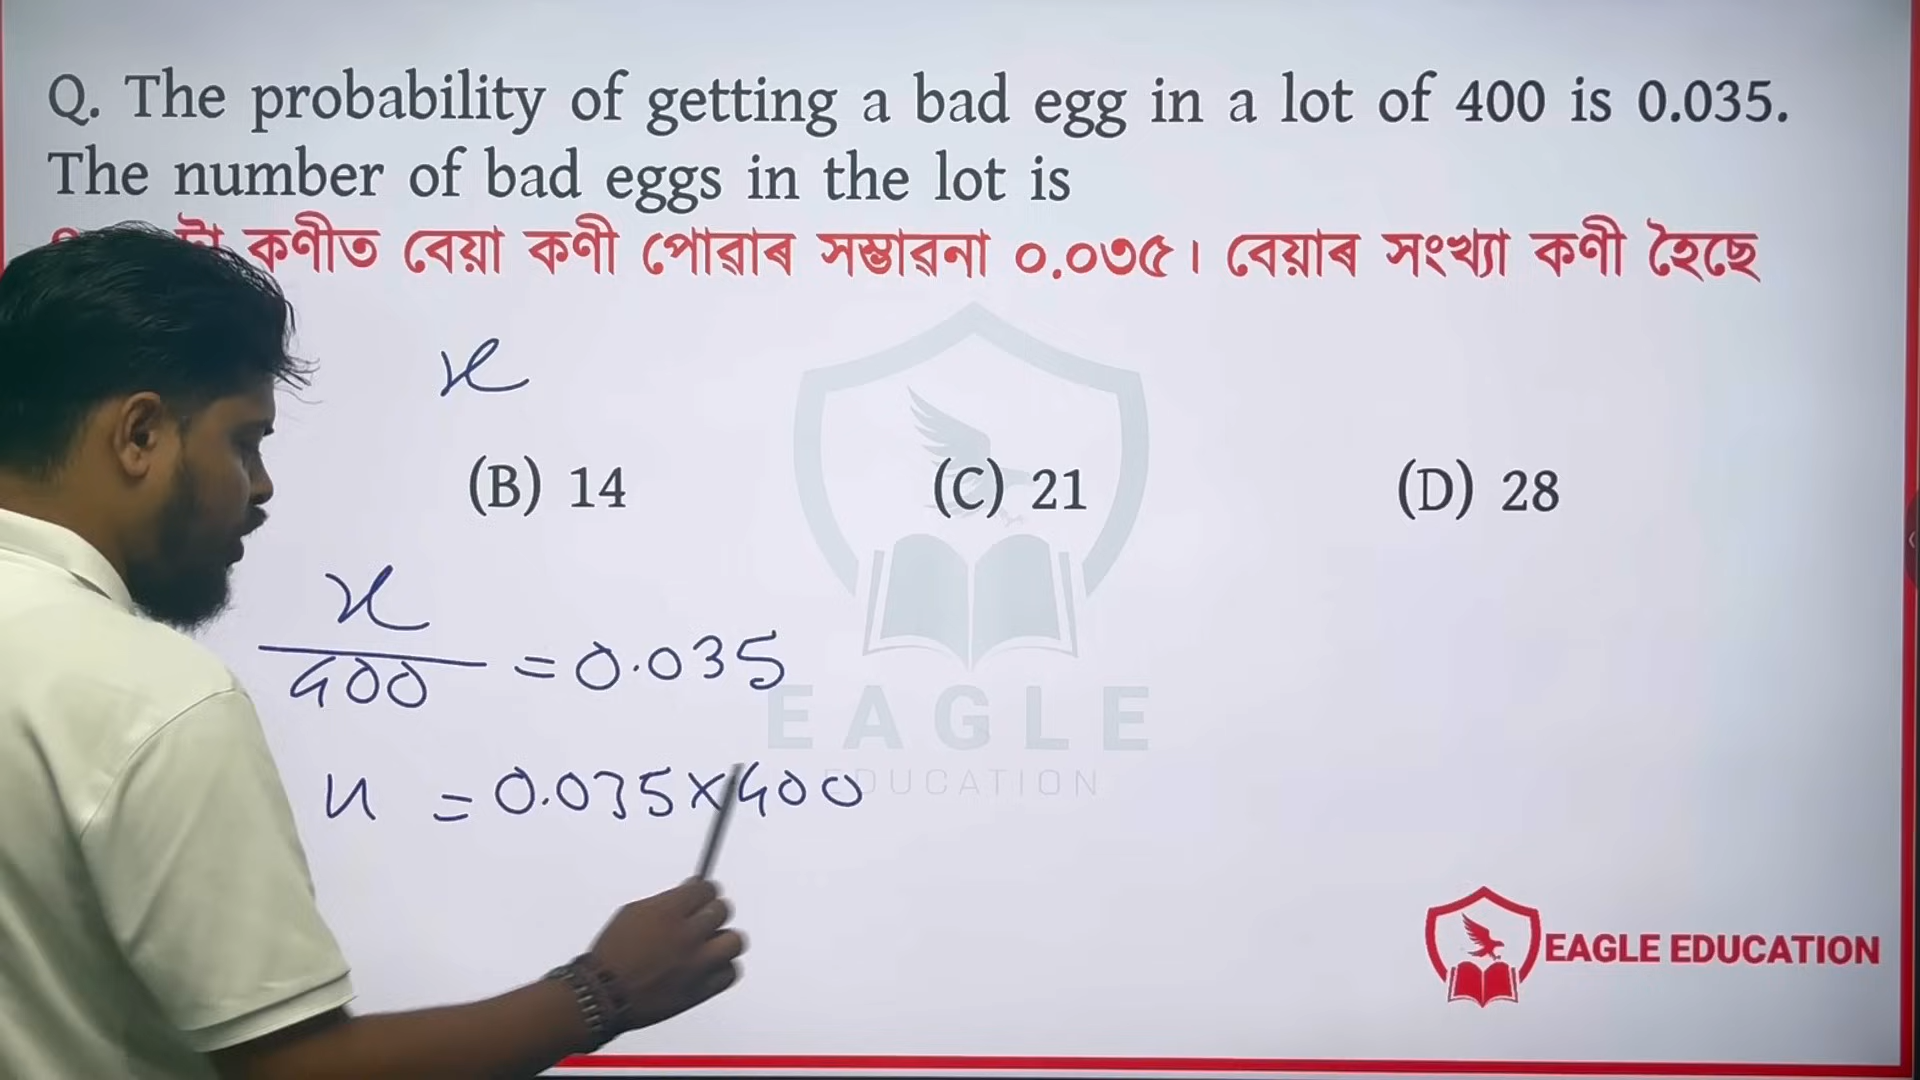 Q. The probability of getting a bad egg in a lot of 400 is 0.035.
The number of bad eggs in the lot is
টা কণীত বেয়া কণী পোৱাৰ সম্ভাৱনা ০.০৩৫। বেয়াৰ সংখ্যা কণী হৈছে
x
(B) 14 (C) 21 (D) 28
x
400 = 0.035
x = 0.035×400
EAGLE
EDUCATION
EAGLE EDUCATION